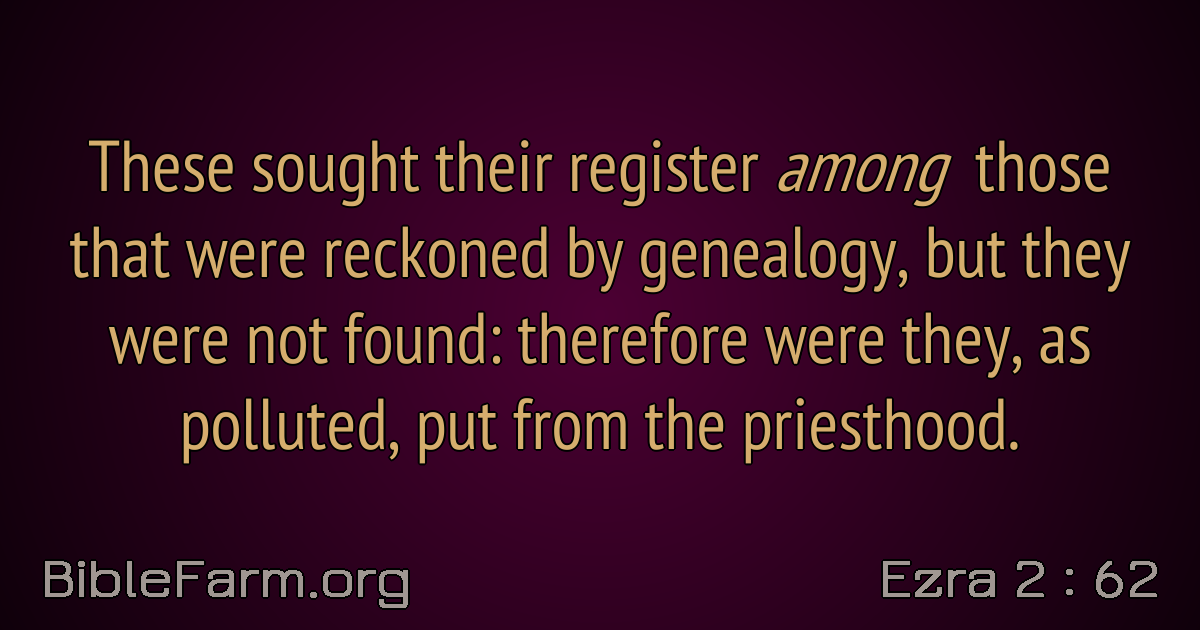 These sought their register among those
that were reckoned by genealogy, but they
were not found: therefore were they, as
polluted, put from the priesthood.
BibleFarm.org
Ezra 2 : 62